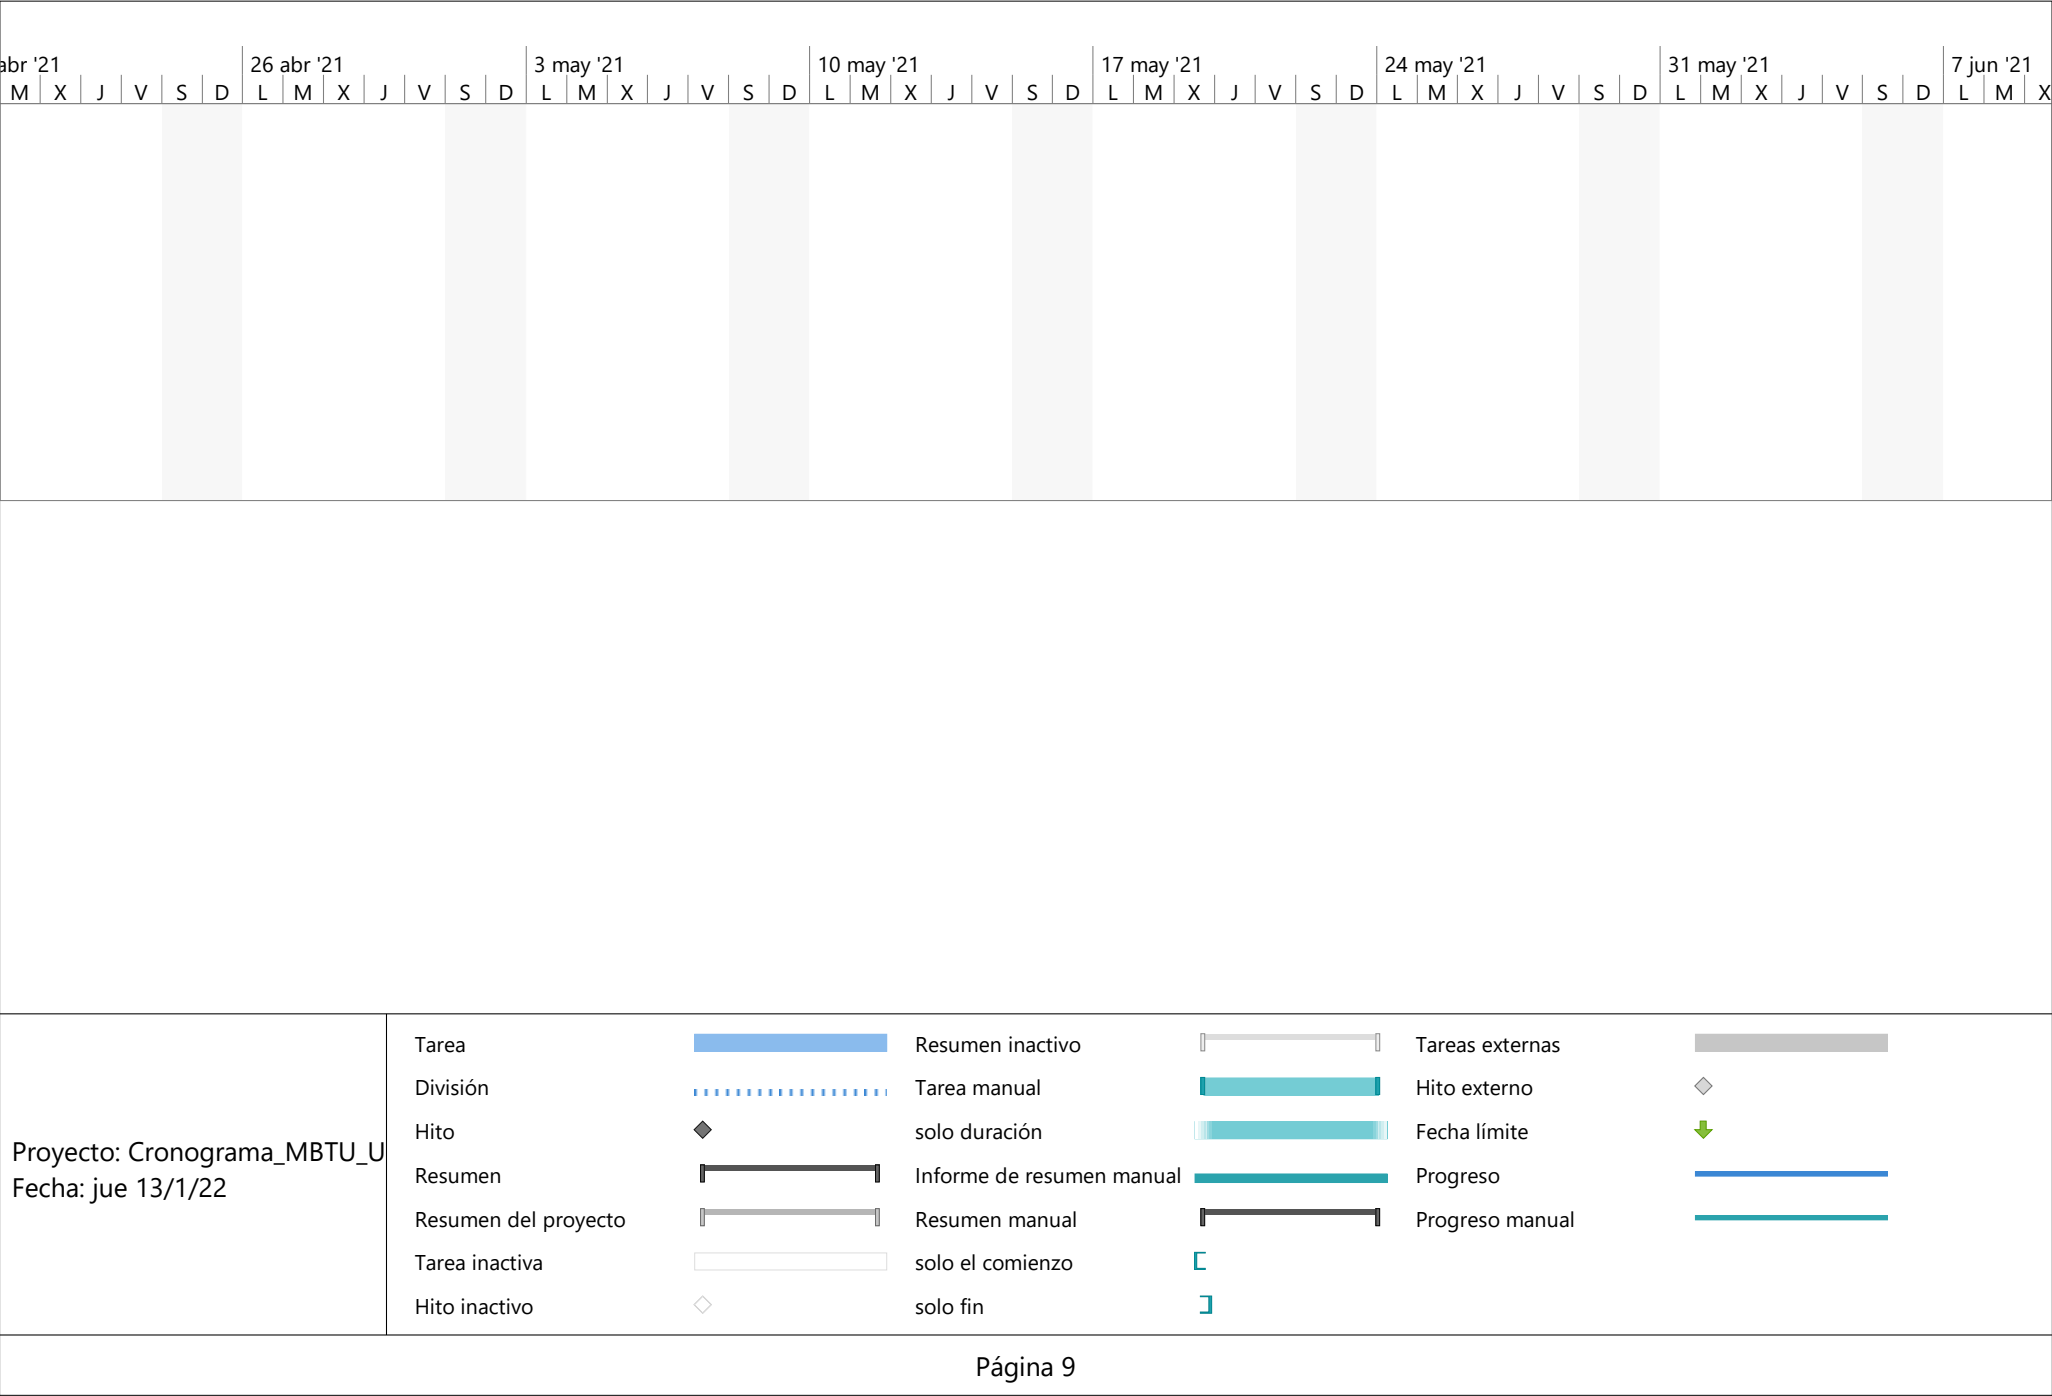 abr '21 26 abr '21 3 may '21 10 may '21 17 may '21 24 may '21 31 may '21 7 jun '21
M X J V S D L M X J V S D L M X J V S D L M X J V S D L M X J V S D L M X J V S D L M X J V S D L M X
Tarea
División
Hito
Resumen
Resumen del proyecto
Tarea inactiva
Hito inactivo
Resumen inactivo
Tarea manual
solo duración
Informe de resumen manual
Resumen manual
solo el comienzo
solo fin
Tareas externas
Hito externo
Fecha límite
Progreso
Progreso manual
Proyecto: Cronograma_MBTU_U
Fecha: jue 13/1/22
Página 9